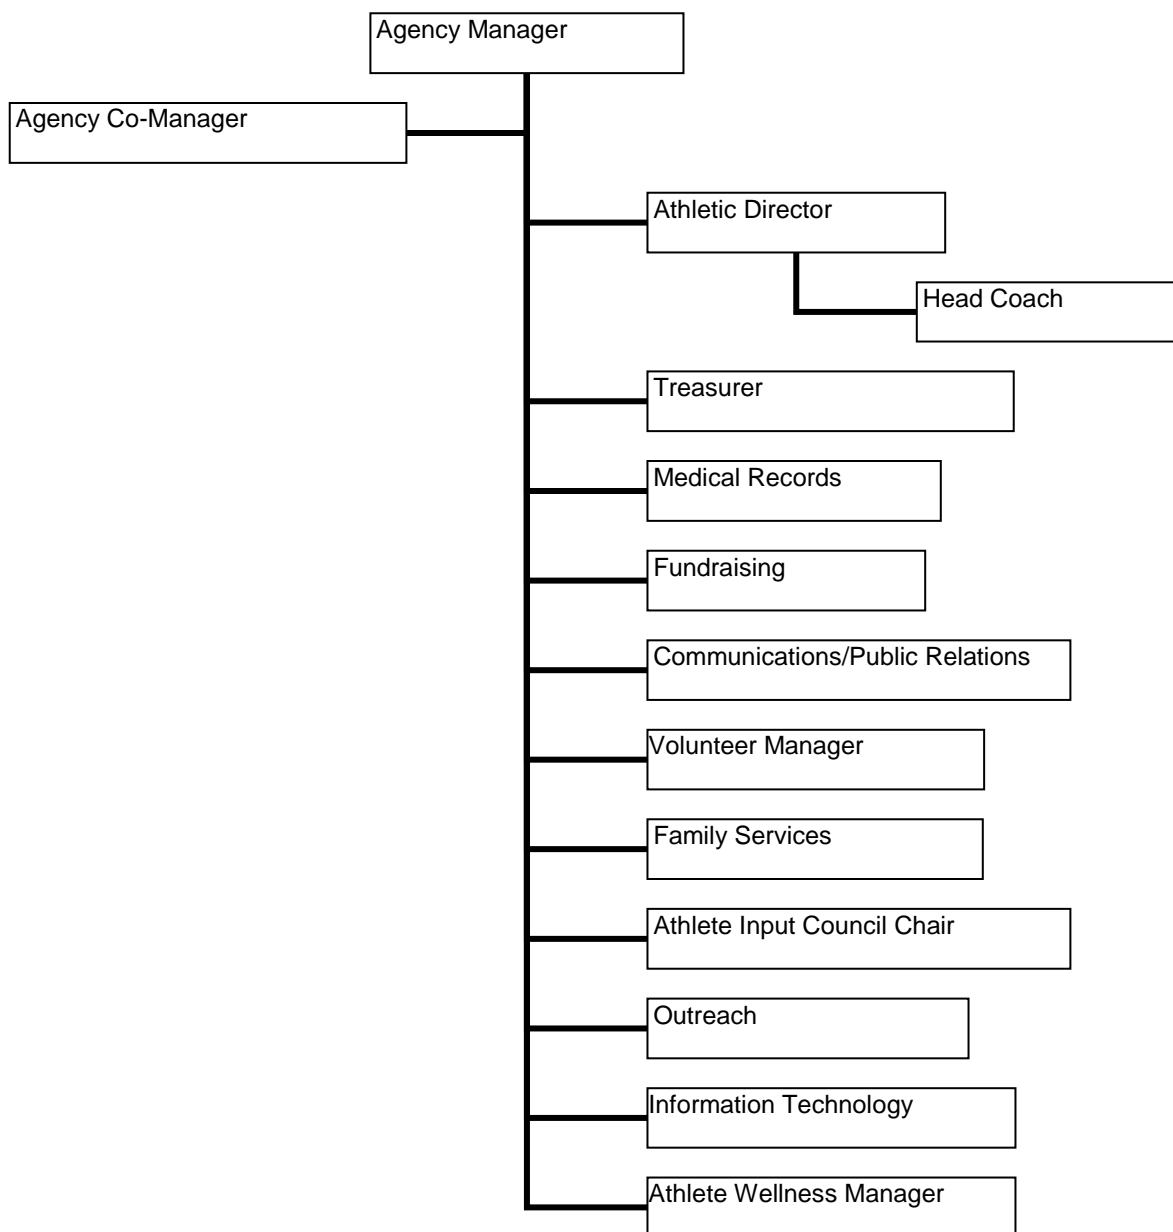 Agency Manager
Agency Co-Manager
Athletic Director
Head Coach
Treasurer
Medical Records
Fundraising
Communications/Public Relations
Volunteer Manager
Family Services
Athlete Input Council Chair
Outreach
Information Technology
Athlete Wellness Manager